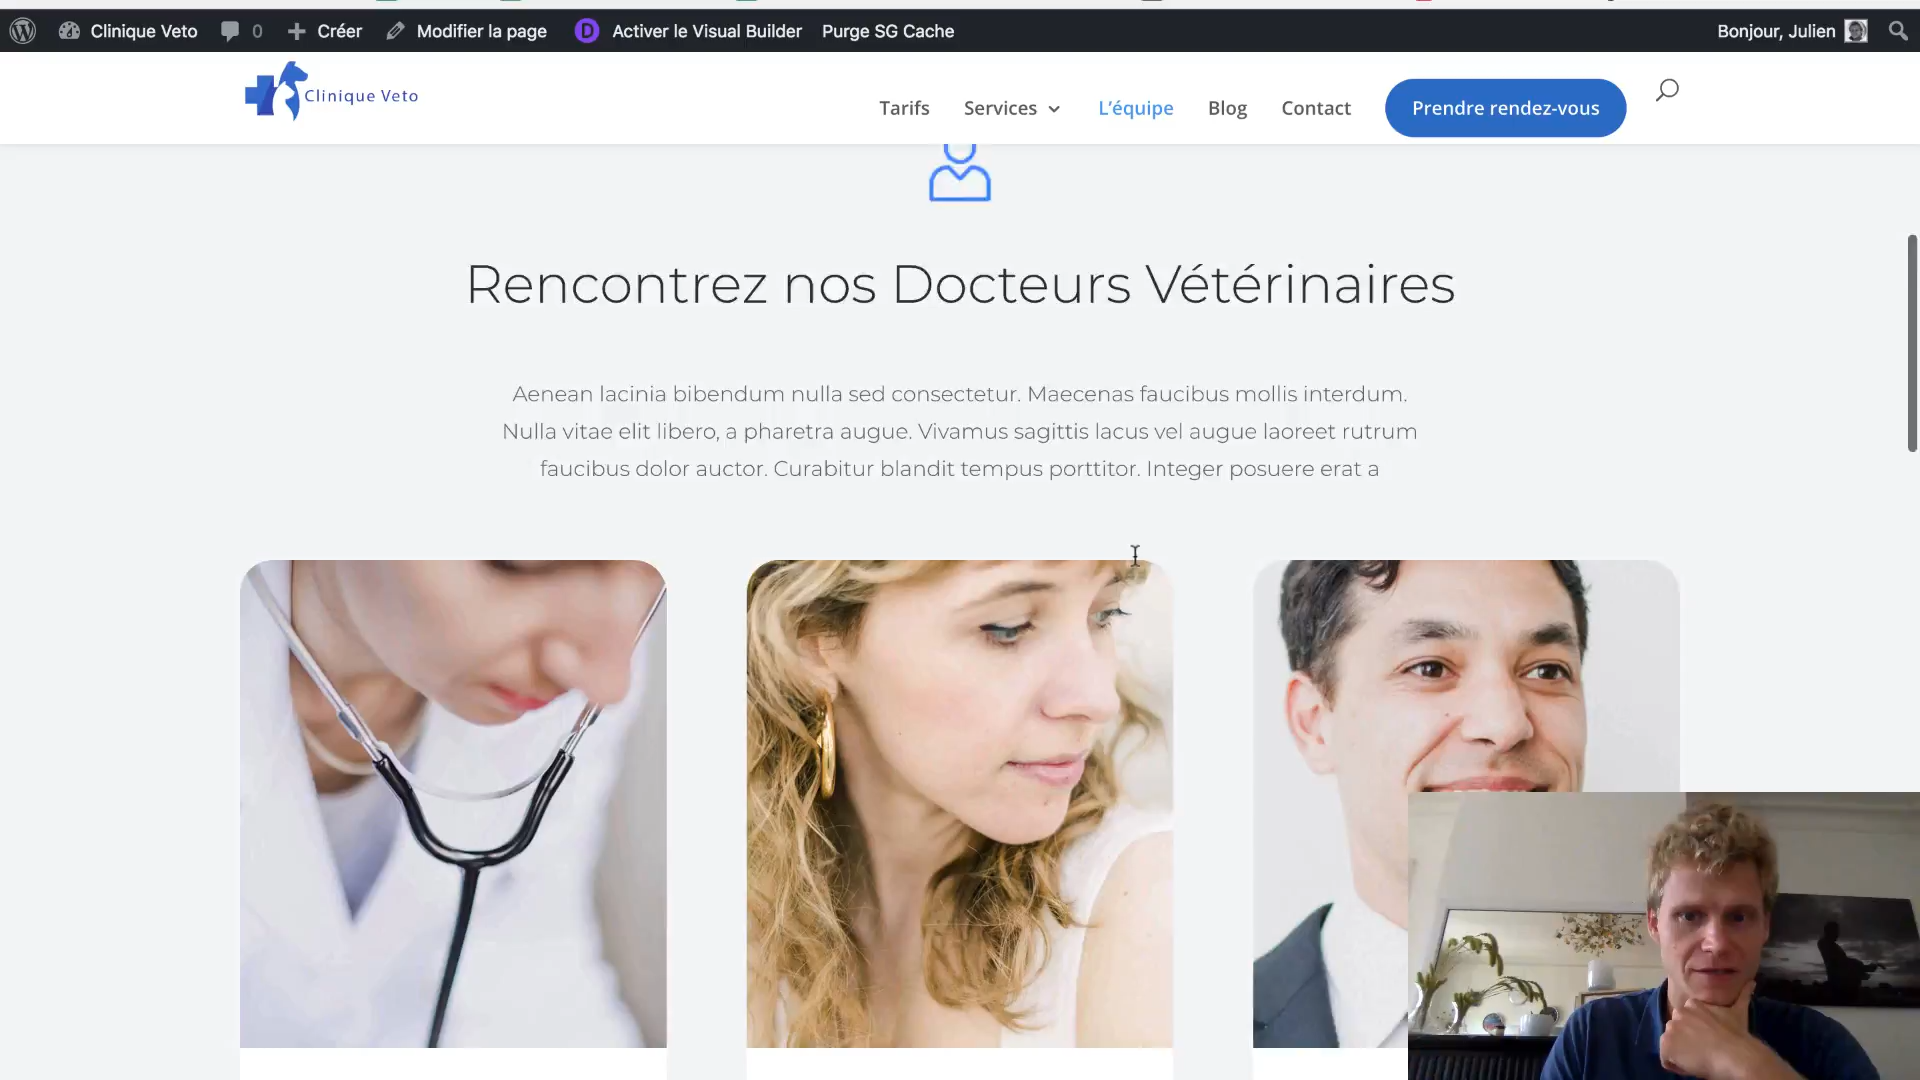 Clinique Veto
0
Créer
Modifier la page
D
Activer le Visual Builder
Purge SG Cache
Bonjour, Julien
Clinique Veto
Tarifs
Services
L'équipe
Blog
Contact
Prendre rendez-vous
Rencontrez nos Docteurs Vétérinaires
Aenean lacinia bibendum nulla sed consectetur. Maecenas faucibus mollis interdum.
Nulla vitae elit libero, a pharetra augue. Vivamus sagittis lacus vel augue laoreet rutrum
faucibus dolor auctor. Curabitur blandit tempus porttitor. Integer posuere erat a